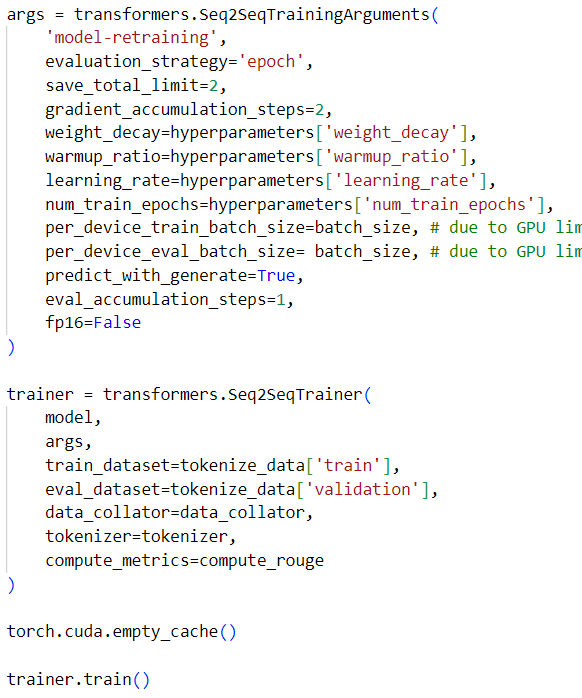 args = transformers.Seq2SeqTrainingArguments(
    'model-retraining',
    evaluation_strategy='epoch',
    save_total_limit=2,
    gradient_accumulation_steps=2,
    weight_decay=hyperparameters['weight_decay'],
    warmup_ratio=hyperparameters['warmup_ratio'],
    learning_rate=hyperparameters['learning_rate'],
    num_train_epochs=hyperparameters['num_train_epochs'],
    per_device_train_batch_size=batch_size, # due to GPU lim
    per_device_eval_batch_size= batch_size, # due to GPU lim
    predict_with_generate=True,
    eval_accumulation_steps=1,
    fp16=False
)
trainer = transformers.Seq2SeqTrainer(
    model,
    args,
    train_dataset=tokenize_data['train'],
    eval_dataset=tokenize_data['validation'],
    data_collator=data_collator,
    tokenizer=tokenizer,
    compute_metrics=compute_rouge
)
torch.cuda.empty_cache()
trainer.train()